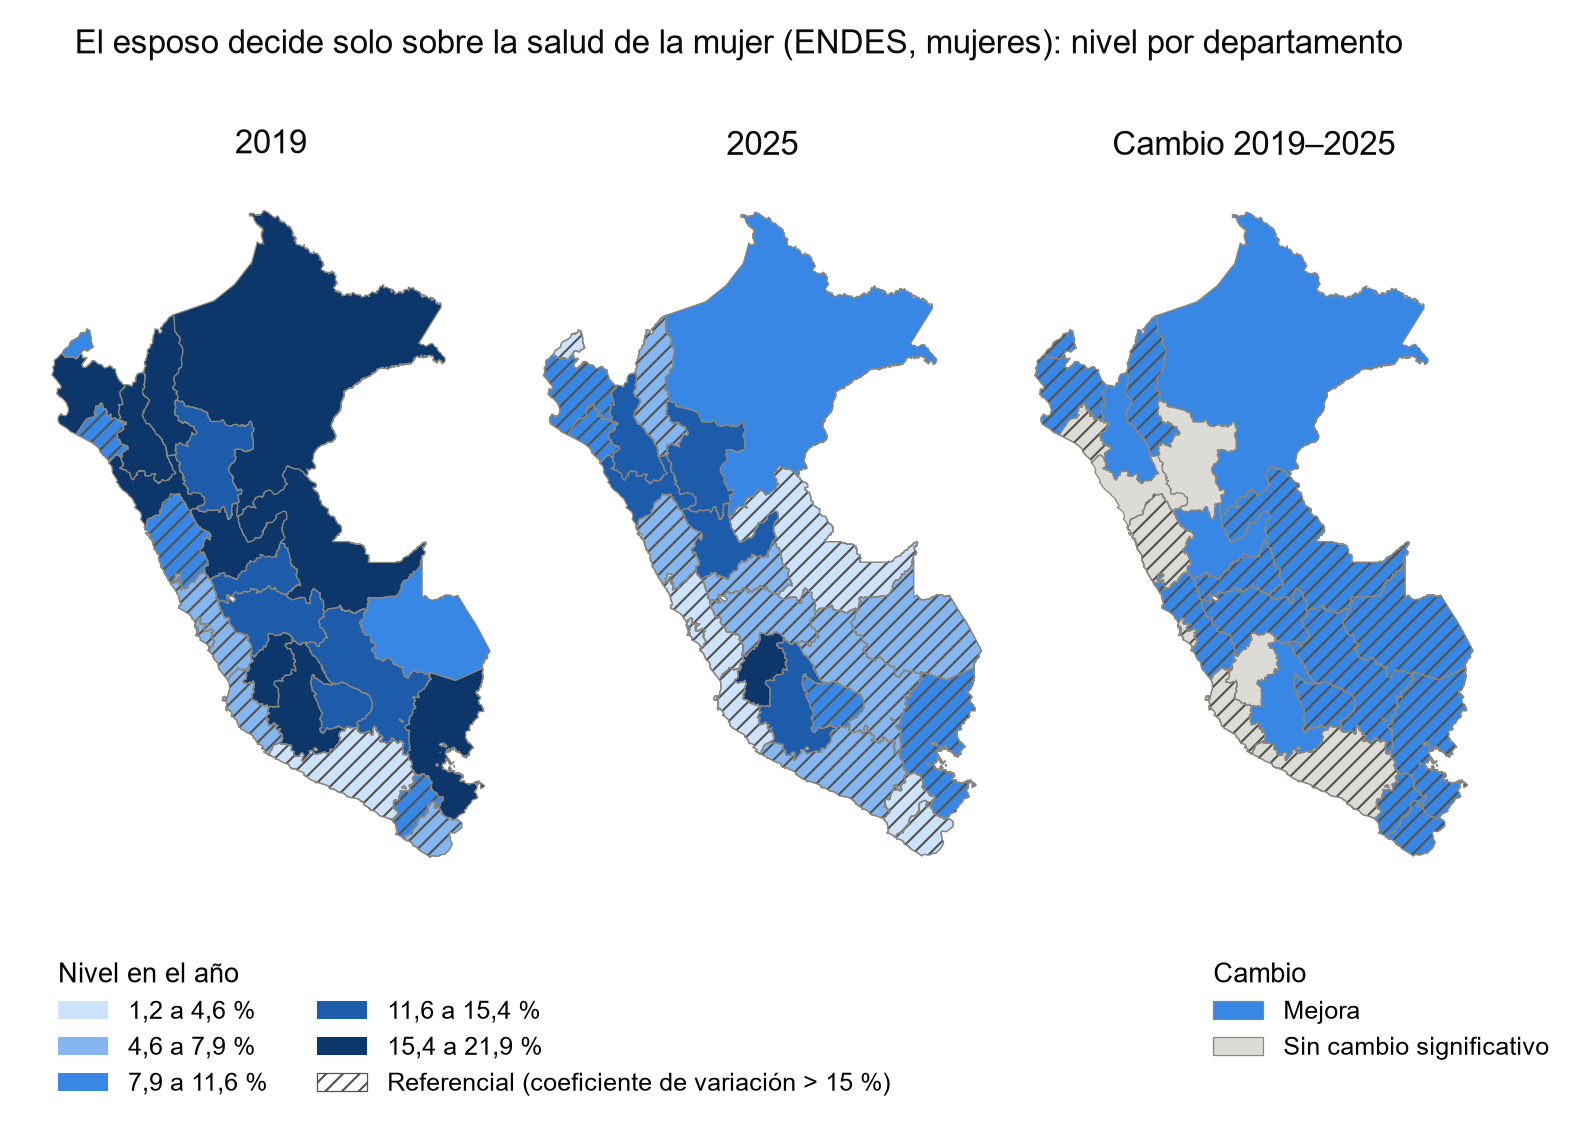 El esposo decide solo sobre la salud de la mujer (ENDES, mujeres): nivel por departamento
2019
2025
Cambio 2019–2025
Nivel en el año
1,2 a 4,6 %
4,6 a 7,9 %
7,9 a 11,6 %
11,6 a 15,4 %
15,4 a 21,9 %
Referencial (coeficiente de variación > 15 %)
Cambio
Mejora
Sin cambio significativo